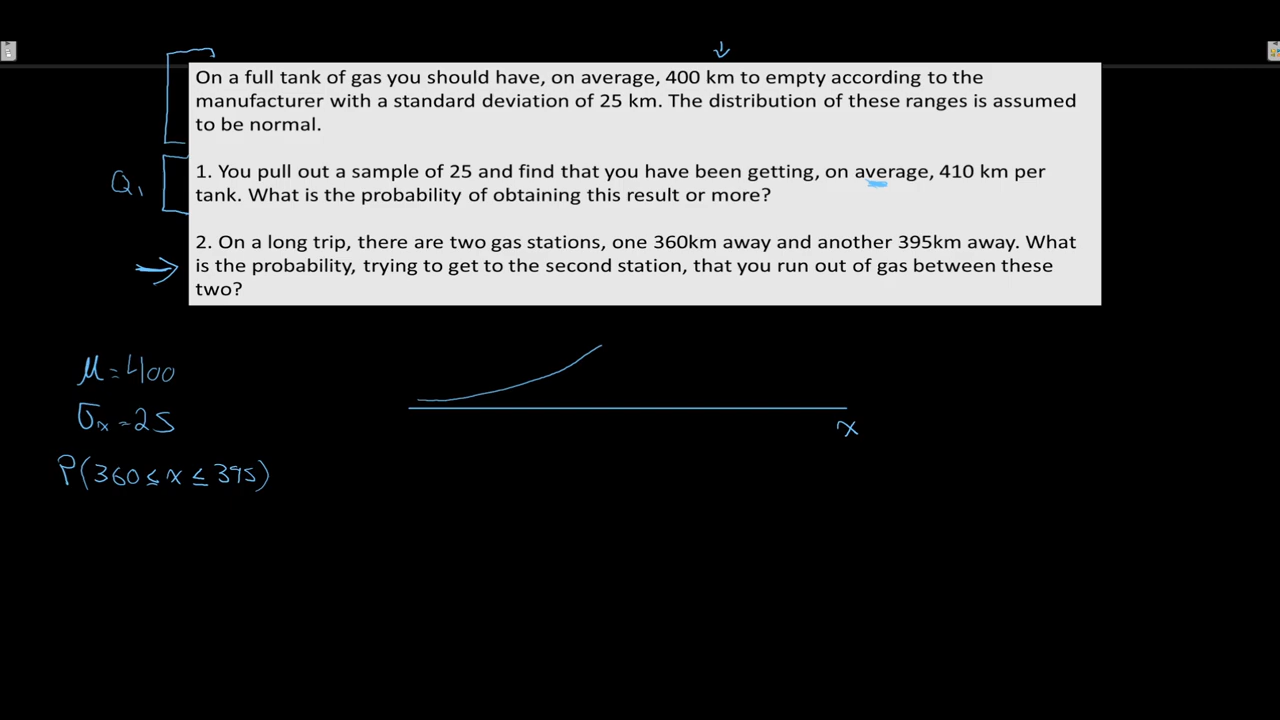 On a full tank of gas you should have, on average, 400 km to empty according to the
manufacturer with a standard deviation of 25 km. The distribution of these ranges is assumed
to be normal.
Q1
1. You pull out a sample of 25 and find that you have been getting, on average, 410 km per
tank. What is the probability of obtaining this result or more?
2. On a long trip, there are two gas stations, one 360km away and another 395km away. What
is the probability, trying to get to the second station, that you run out of gas between these
two?
μ=400
σx=25
x
P(360≤x≤395)